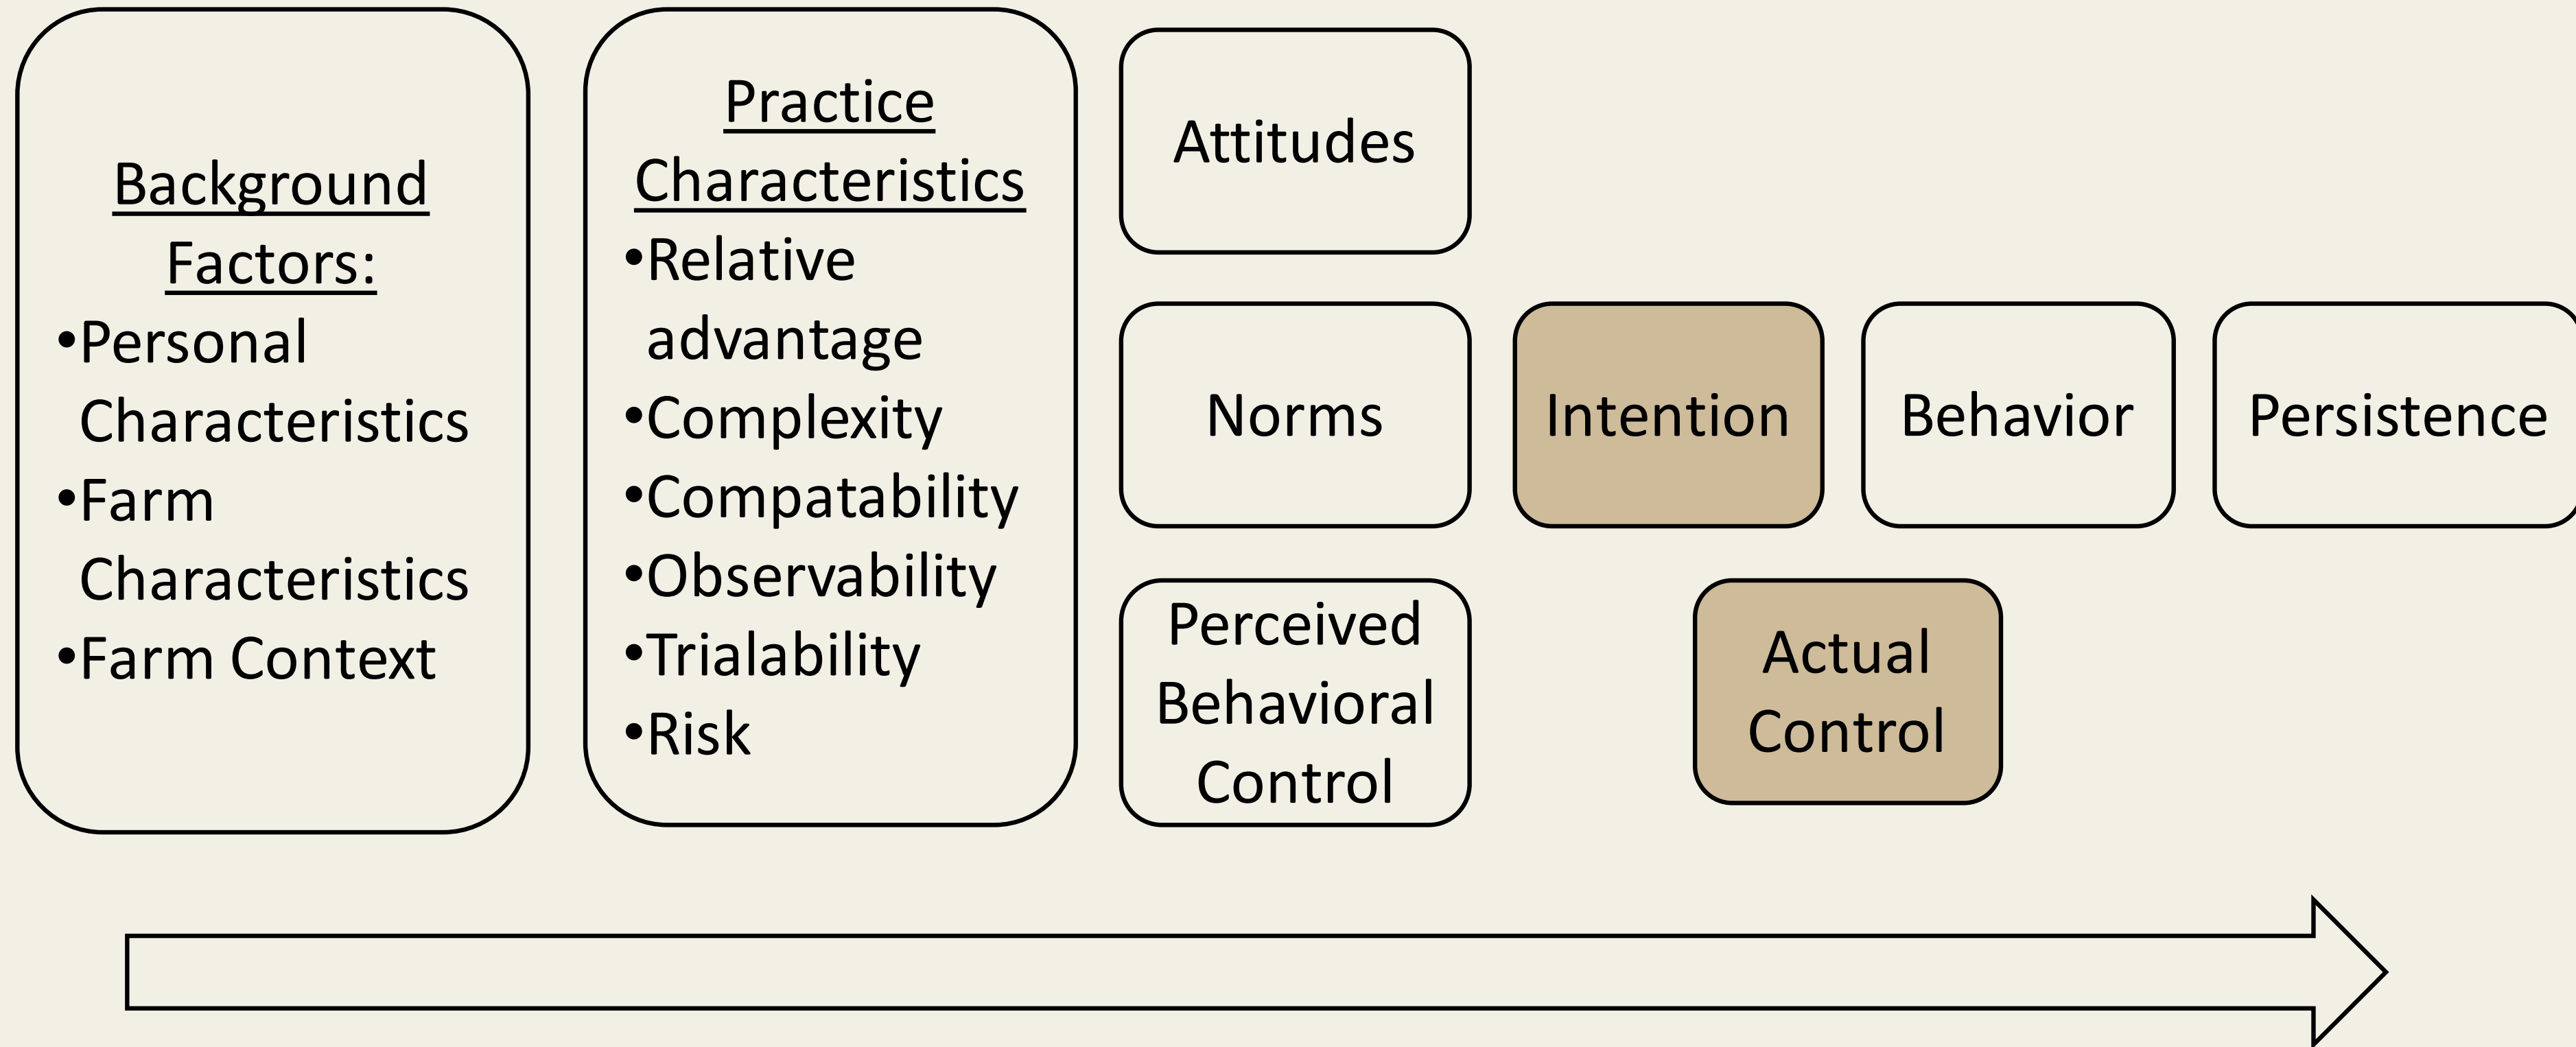 Background
Factors:
•Personal
Characteristics
•Farm
Characteristics
•Farm Context
Practice
Characteristics
•Relative
advantage
•Complexity
•Compatability
•Observability
•Trialability
•Risk
Attitudes
Norms
Perceived
Behavioral
Control
Intention
Behavior
Persistence
Actual
Control